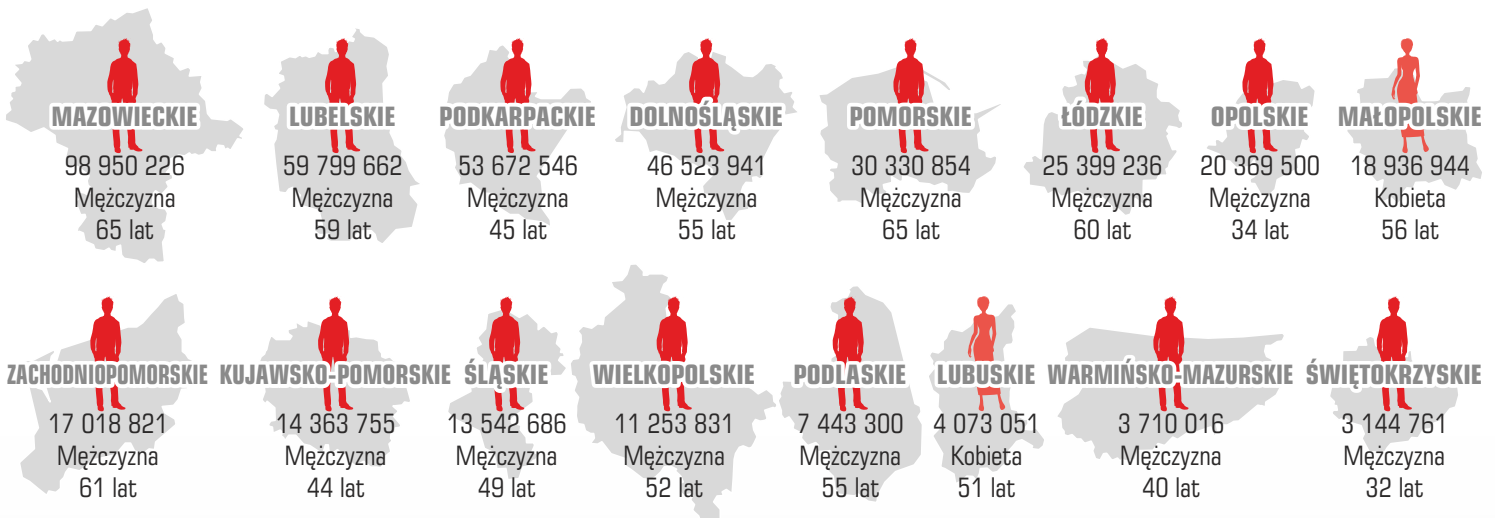 MAZOWIECKIE
98 950 226
Mężczyzna
65 lat
LUBELSKIE
59 799 662
Mężczyzna
59 lat
PODKARPACKIE
53 672 546
Mężczyzna
45 lat
DOLNOŚLĄSKIE
46 523 941
Mężczyzna
55 lat
POMORSKIE
30 330 854
Mężczyzna
65 lat
ŁÓDZKIE
25 399 236
Mężczyzna
60 lat
OPOLSKIE
20 369 500
Mężczyzna
34 lat
MAŁOPOLSKIE
18 936 944
Kobieta
56 lat
ZACHODNIOPOMORSKIE
17 018 821
Mężczyzna
61 lat
KUJAWSKO-POMORSKIE
14 363 755
Mężczyzna
44 lat
ŚLĄSKIE
13 542 686
Mężczyzna
49 lat
WIELKOPOLSKIE
11 253 831
Mężczyzna
52 lat
PODLASKIE
7 443 300
Mężczyzna
55 lat
LUBUSKIE
4 073 051
Kobieta
51 lat
WARMIŃSKO-MAZURSKIE
3 710 016
Mężczyzna
40 lat
ŚWIĘTOKRZYSKIE
3 144 761
Mężczyzna
32 lat